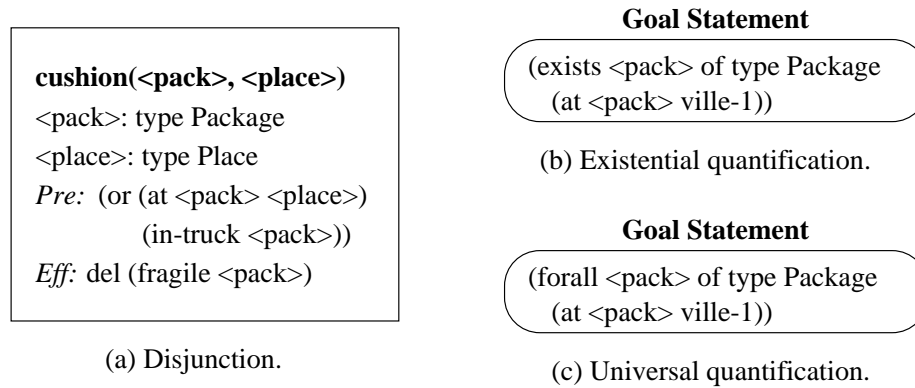 cushion(<pack>, <place>)
<pack>: type Package
<place>: type Place
Pre: (or (at <pack> <place>)
(in-truck <pack>))
Eff: del (fragile <pack>)
(a) Disjunction.
Goal Statement
(exists <pack> of type Package
(at <pack> ville-1))
(b) Existential quantification.
Goal Statement
(forall <pack> of type Package
(at <pack> ville-1))
(c) Universal quantification.